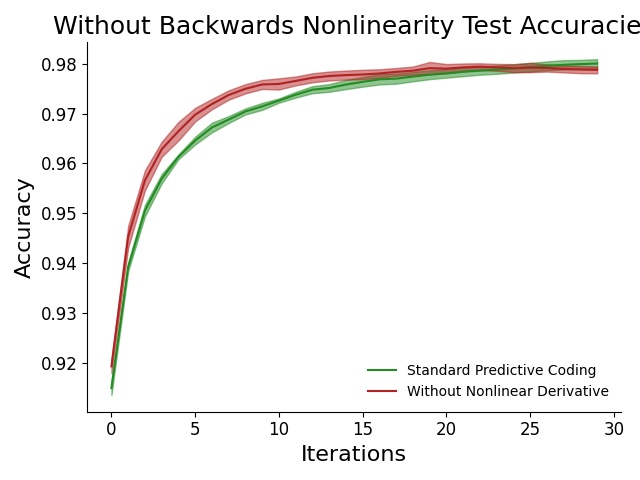 Without Backwards Nonlinearity Test Accuracie
0.98
0.97
0.96
0.95
0.94
0.93
0.92
Accuracy
Standard Predictive Coding
Without Nonlinear Derivative
0 5 10 15 20 25 30
Iterations